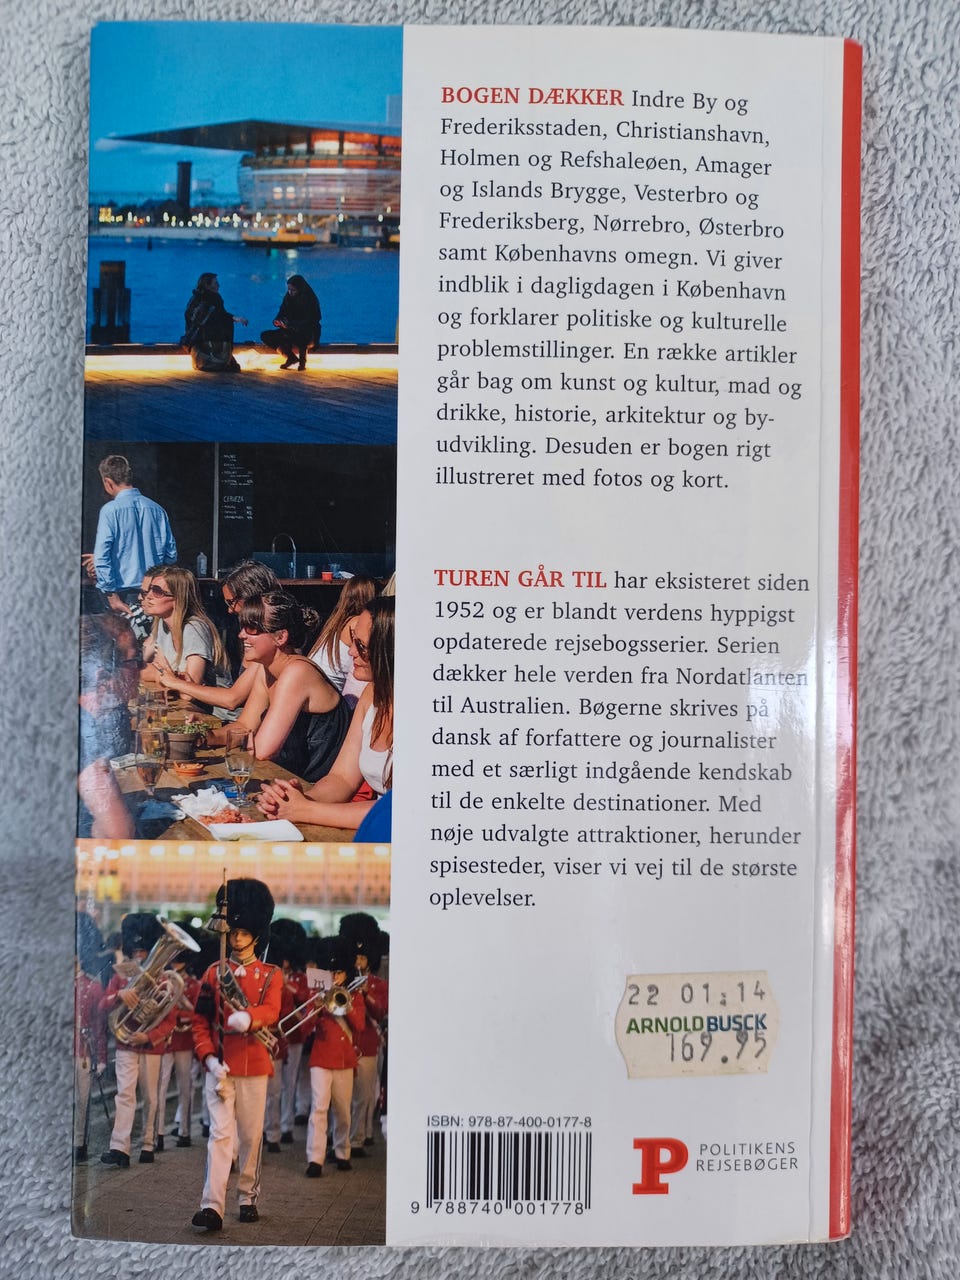 BOGEN DÆKKER Indre By og
Frederiksstaden, Christianshavn,
Holmen og Refshaleøen, Amager
og Islands Brygge, Vesterbro og
Frederiksberg, Nørrebro, Østerbro
samt Københavns omegn. Vi giver
indblik i dagligdagen i København
og forklarer politiske og kulturelle
problemstillinger. En række artikler
går bag om kunst og kultur, mad og
drikke, historie, arkitektur og by-
udvikling. Desuden er bogen rigt
illustreret med fotos og kort.
CERVEZA
TUREN GÅR TIL har eksisteret siden
1952 og er blandt verdens hyppigst
opdaterede rejsebogsserier. Serien
dækker hele verden fra Nordatlanten
til Australien. Bøgerne skrives på
dansk af forfattere og journalister
med et særligt indgående kendskab
til de enkelte destinationer. Med
nøje udvalgte attraktioner, herunder
spisesteder, viser vi vej til de største
oplevelser.
22 01:14
ARNOLD BUSCK
169.95
ISBN: 978-87-400-0177-8
9 788740 001778
P
POLITIKENS
REJSEBØGER